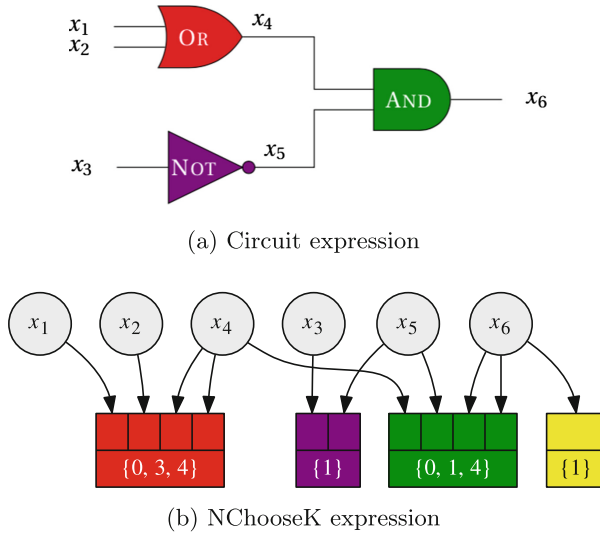 x₁
x₂
OR
x₄
AND
x₆
x₃
NOT
x₅
(a) Circuit expression
x₁ x₂ x₄ x₃ x₅ x₆
{0, 3, 4} {1} {0, 1, 4} {1}
(b) NChooseK expression